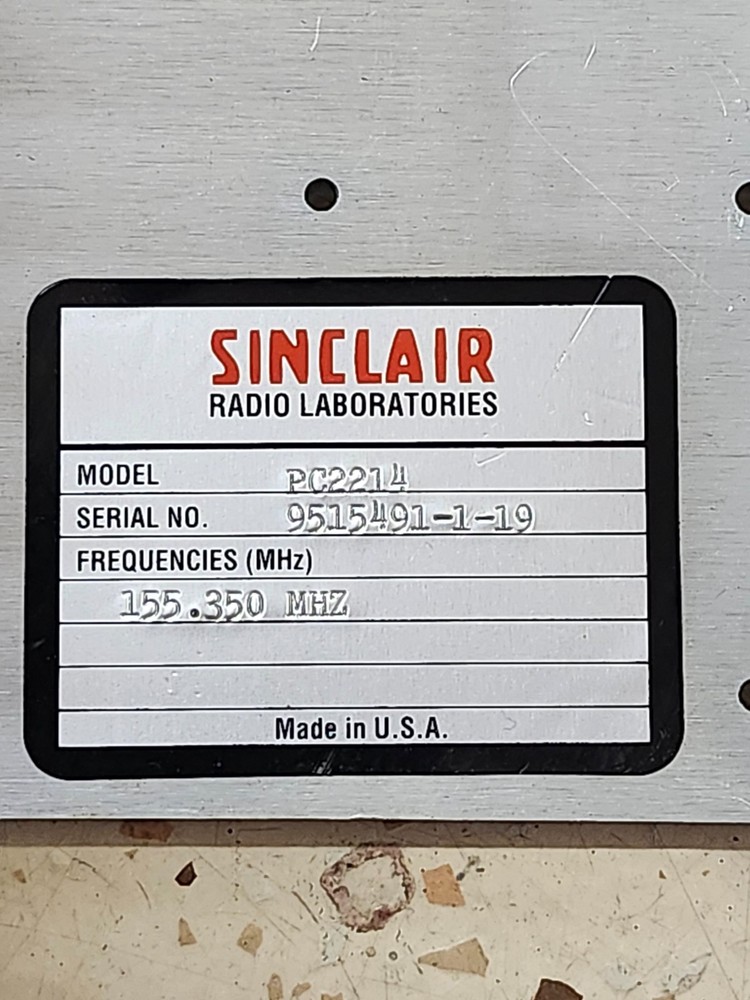 SINCLAIR
RADIO LABORATORIES
MODEL PC2214
SERIAL NO. 9515491-1-19
FREQUENCIES (MHz)
155.350 MHZ
Made in U.S.A.